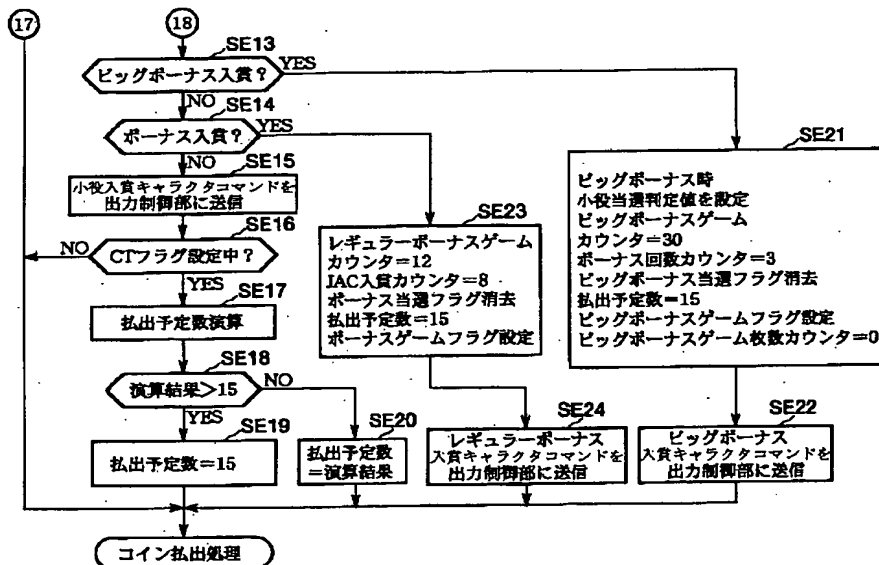 17
18
SE13
ビッグボーナス入賞?
YES
NO
SE14
ボーナス入賞?
YES
NO
SE15
小役入賞キャラクタコマンドを
出力制御部に送信
SE16
CTフラグ設定中?
NO
YES
SE17
払出予定数演算
SE18
演算結果>15
NO
YES
SE19
払出予定数=15
SE20
払出予定数
=演算結果
SE23
レギュラーボーナスゲーム
カウンタ=12
JAC入賞カウンタ=8
ボーナス当選フラグ消去
払出予定数=15
ボーナスゲームフラグ設定
SE24
レギュラーボーナス
入賞キャラクタコマンドを
出力制御部に送信
SE21
ビッグボーナス時
小役当選判定値を設定
ビッグボーナスゲーム
カウンタ=30
ボーナス回数カウンタ=3
ビッグボーナス当選フラグ消去
払出予定数=15
ビッグボーナスゲームフラグ設定
ビッグボーナスゲーム枚数カウンタ=0
SE22
ビッグボーナス
入賞キャラクタコマンドを
出力制御部に送信
コイン払出処理